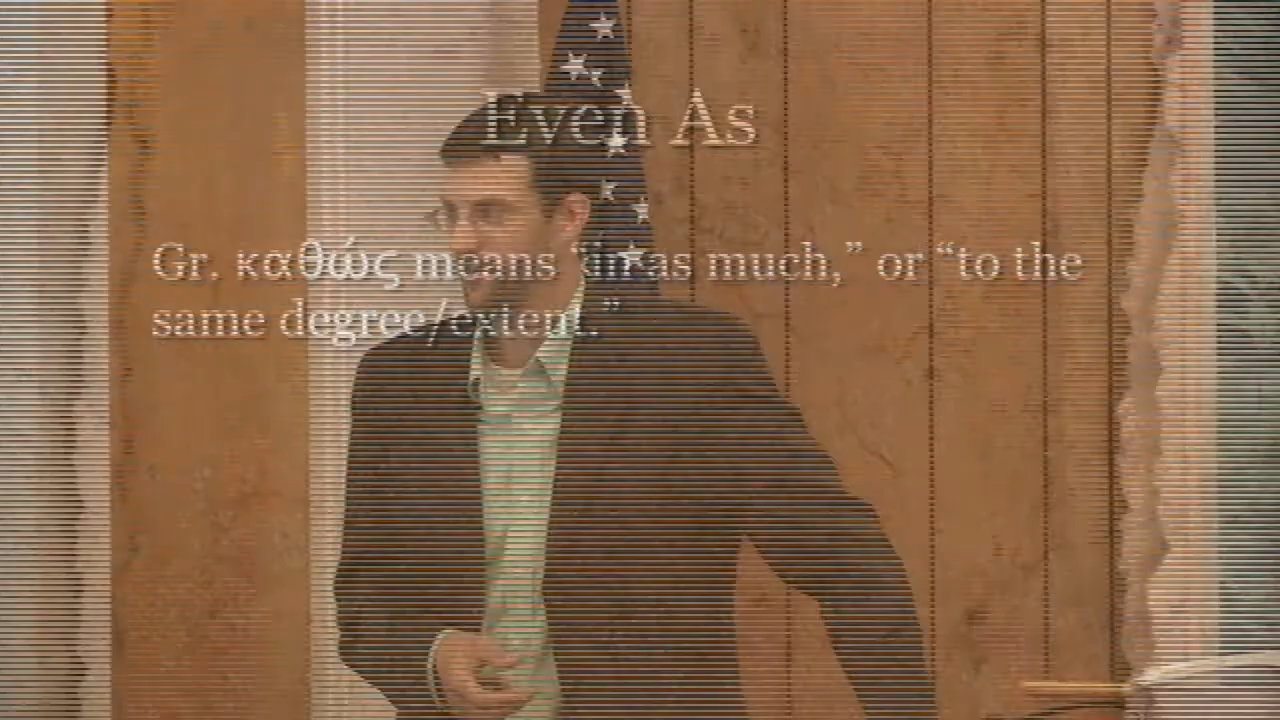 Even As
Gr. καθώς means “in as much,” or “to the
same degree/extent.”